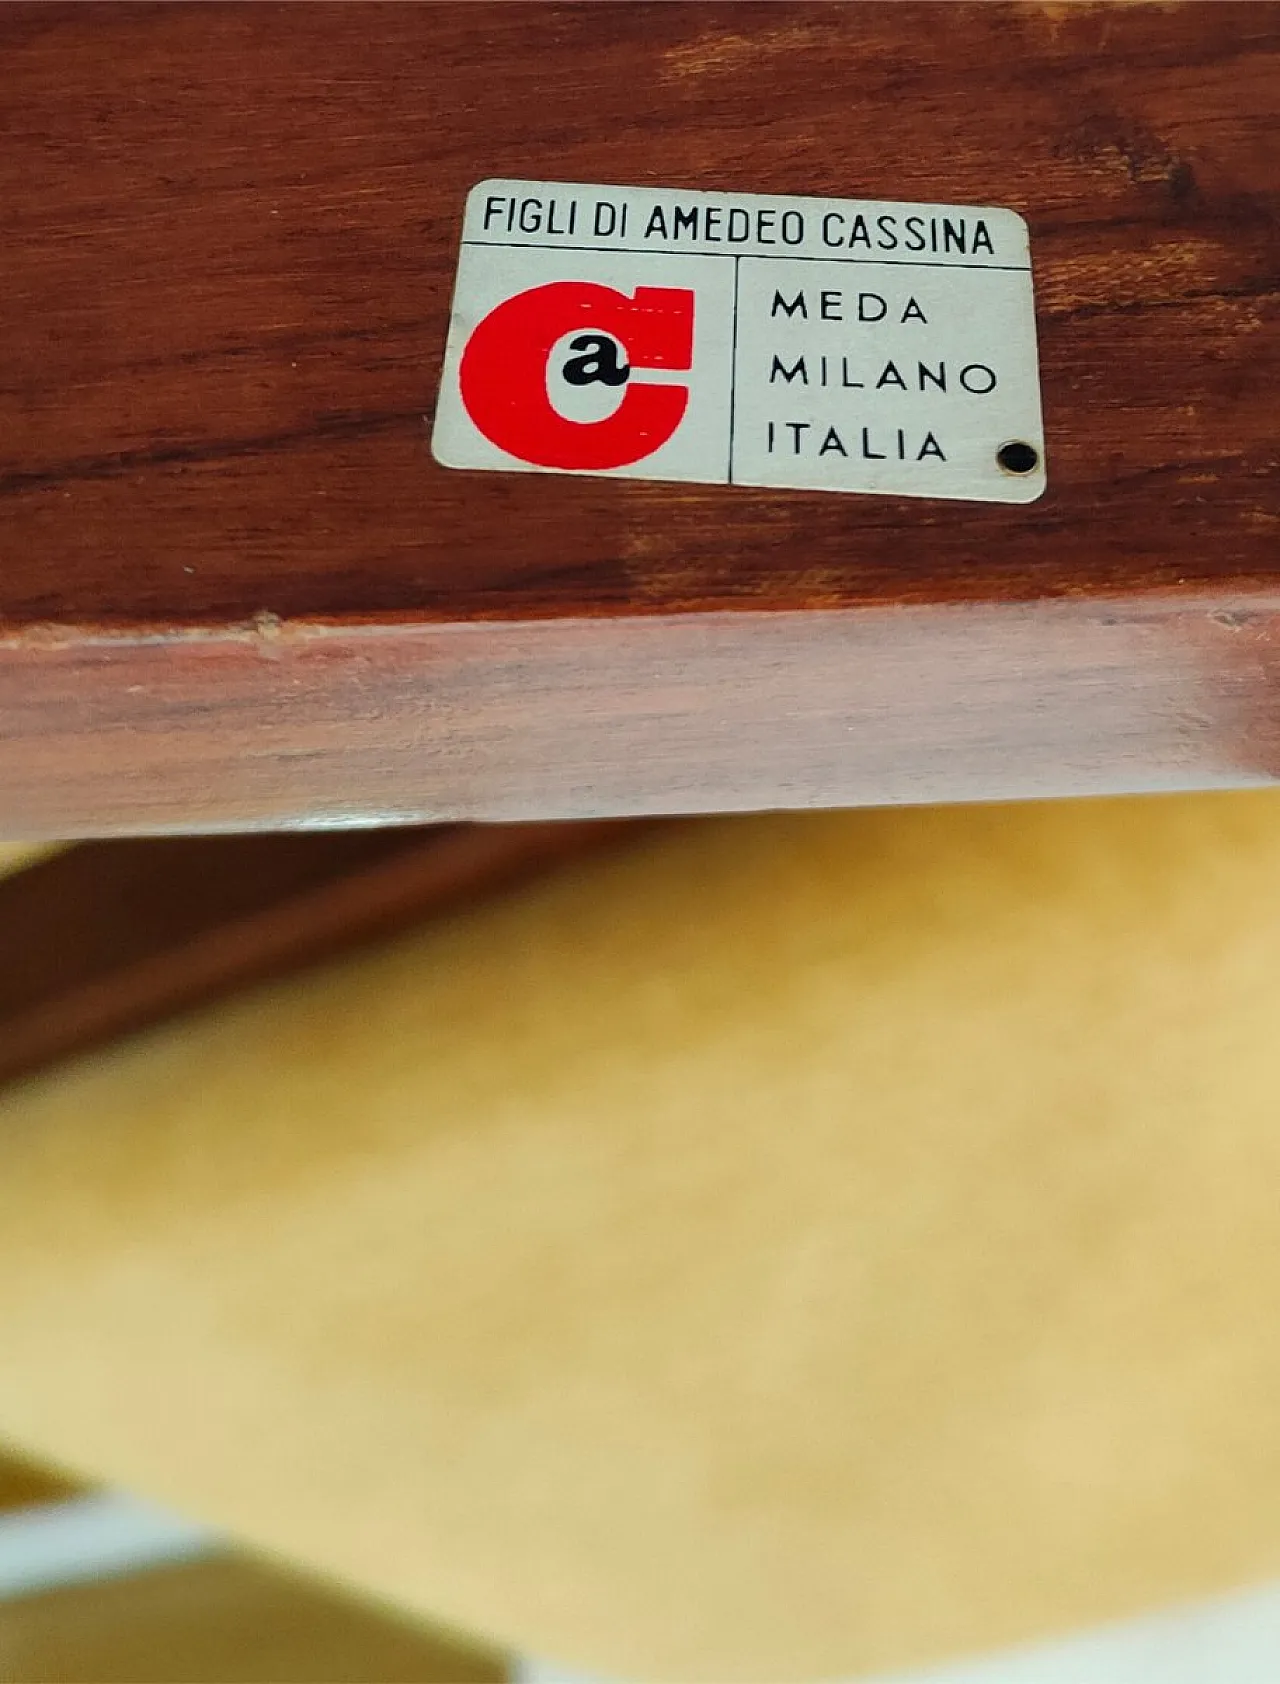 FIGLI DI AMEDEO CASSINA
Ca
MEDA
MILANO
ITALIA